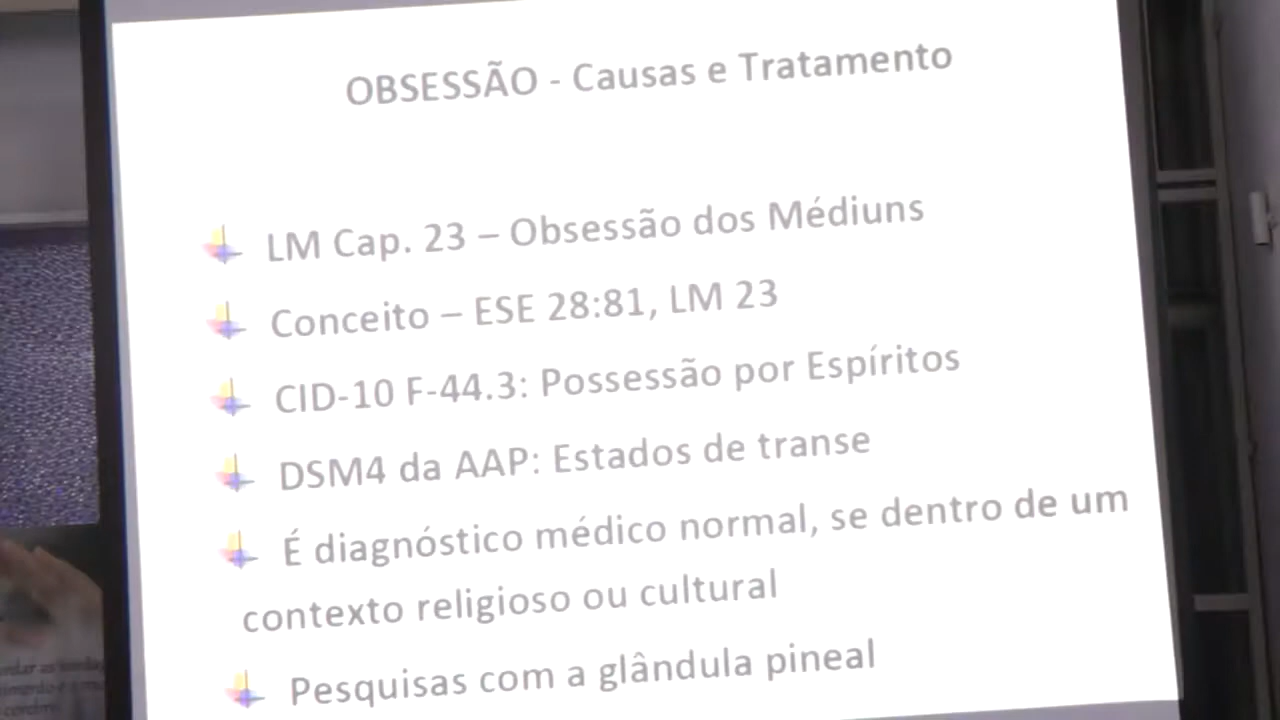 OBSESSÃO - Causas e Tratamento
LM Cap. 23 – Obsessão dos Médiuns
Conceito – ESE 28:81, LM 23
CID-10 F-44.3: Possessão por Espíritos
DSM4 da AAP: Estados de transe
É diagnóstico médico normal, se dentro de um
contexto religioso ou cultural
Pesquisas com a glândula pineal